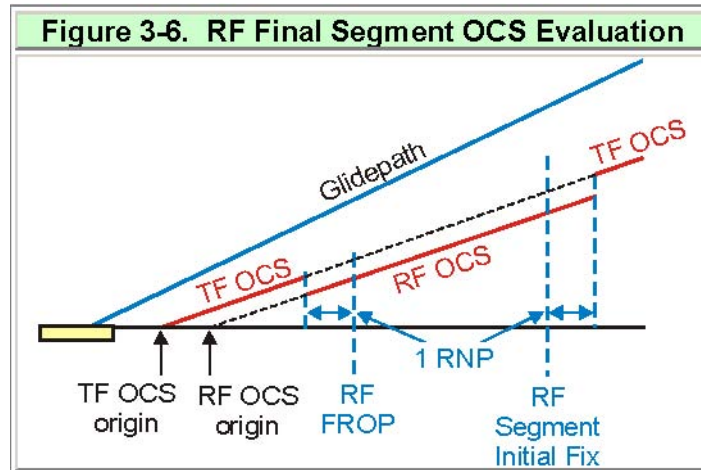 Figure 3-6. RF Final Segment OCS Evaluation
Glidepath
TF OCS
TF OCS
RF OCS
1 RNP
TF OCS
origin
RF OCS
origin
RF
FROP
RF
Segment
Initial Fix